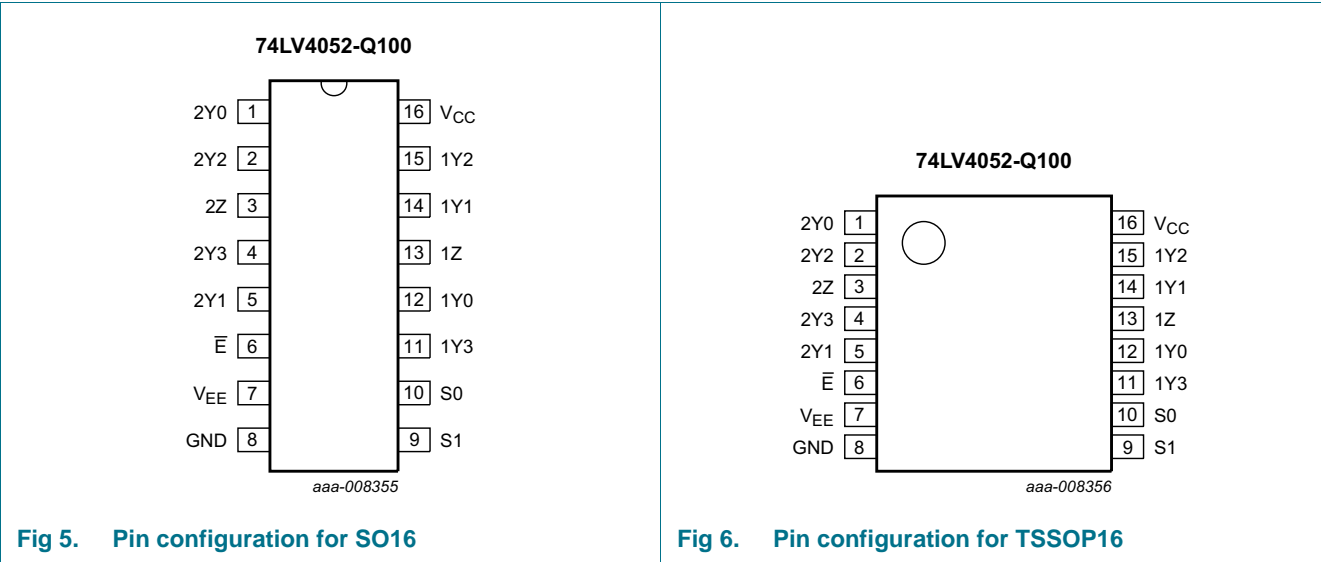 74LV4052-Q100
2Y0 1 16 VCC
2Y2 2 15 1Y2
2Z 3 14 1Y1
2Y3 4 13 1Z
2Y1 5 12 1Y0
E̅ 6 11 1Y3
VEE 7 10 S0
GND 8 9 S1
aaa-008355
Fig 5. Pin configuration for SO16
74LV4052-Q100
2Y0 1 16 VCC
2Y2 2 15 1Y2
2Z 3 14 1Y1
2Y3 4 13 1Z
2Y1 5 12 1Y0
E̅ 6 11 1Y3
VEE 7 10 S0
GND 8 9 S1
aaa-008356
Fig 6. Pin configuration for TSSOP16